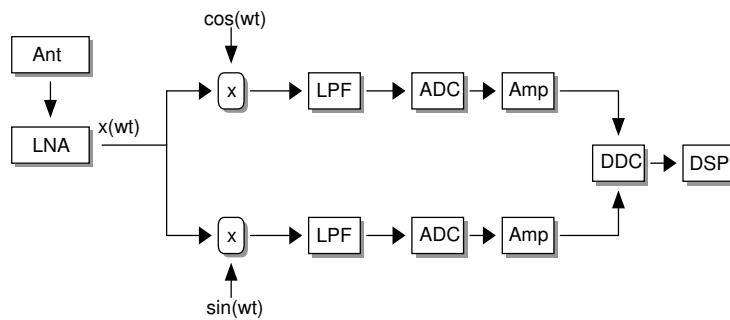 cos(wt)
Ant
x
LPF
ADC
Amp
x(wt)
LNA
DDC
DSP
x
LPF
ADC
Amp
sin(wt)